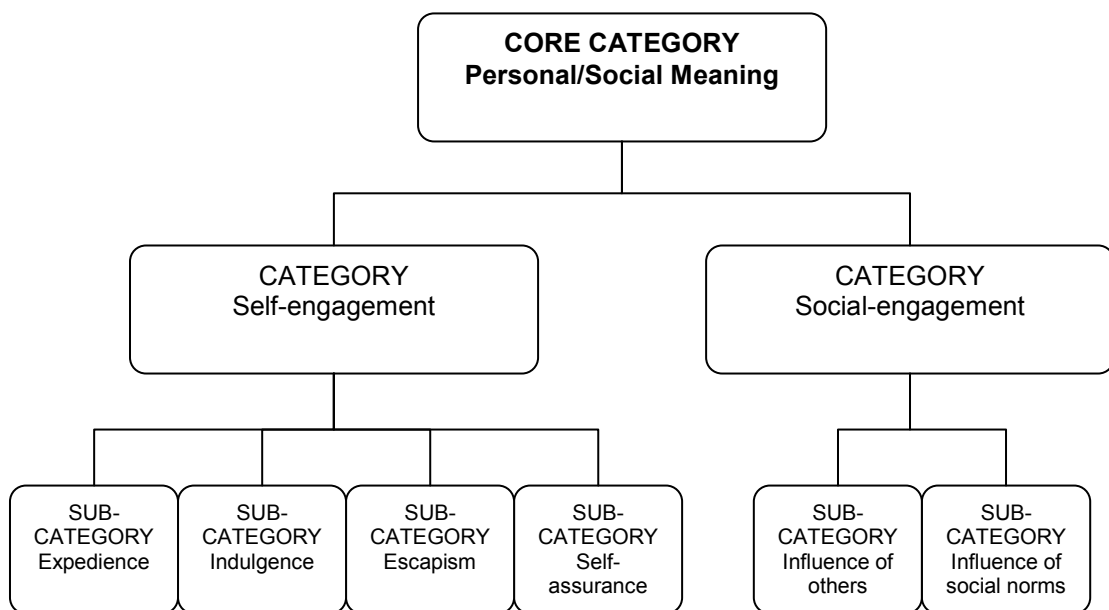 CORE CATEGORY
Personal/Social Meaning
CATEGORY
Self-engagement
CATEGORY
Social-engagement
SUB-
CATEGORY
Expedience
SUB-
CATEGORY
Indulgence
SUB-
CATEGORY
Escapism
SUB-
CATEGORY
Self-
assurance
SUB-
CATEGORY
Influence of
others
SUB-
CATEGORY
Influence of
social norms